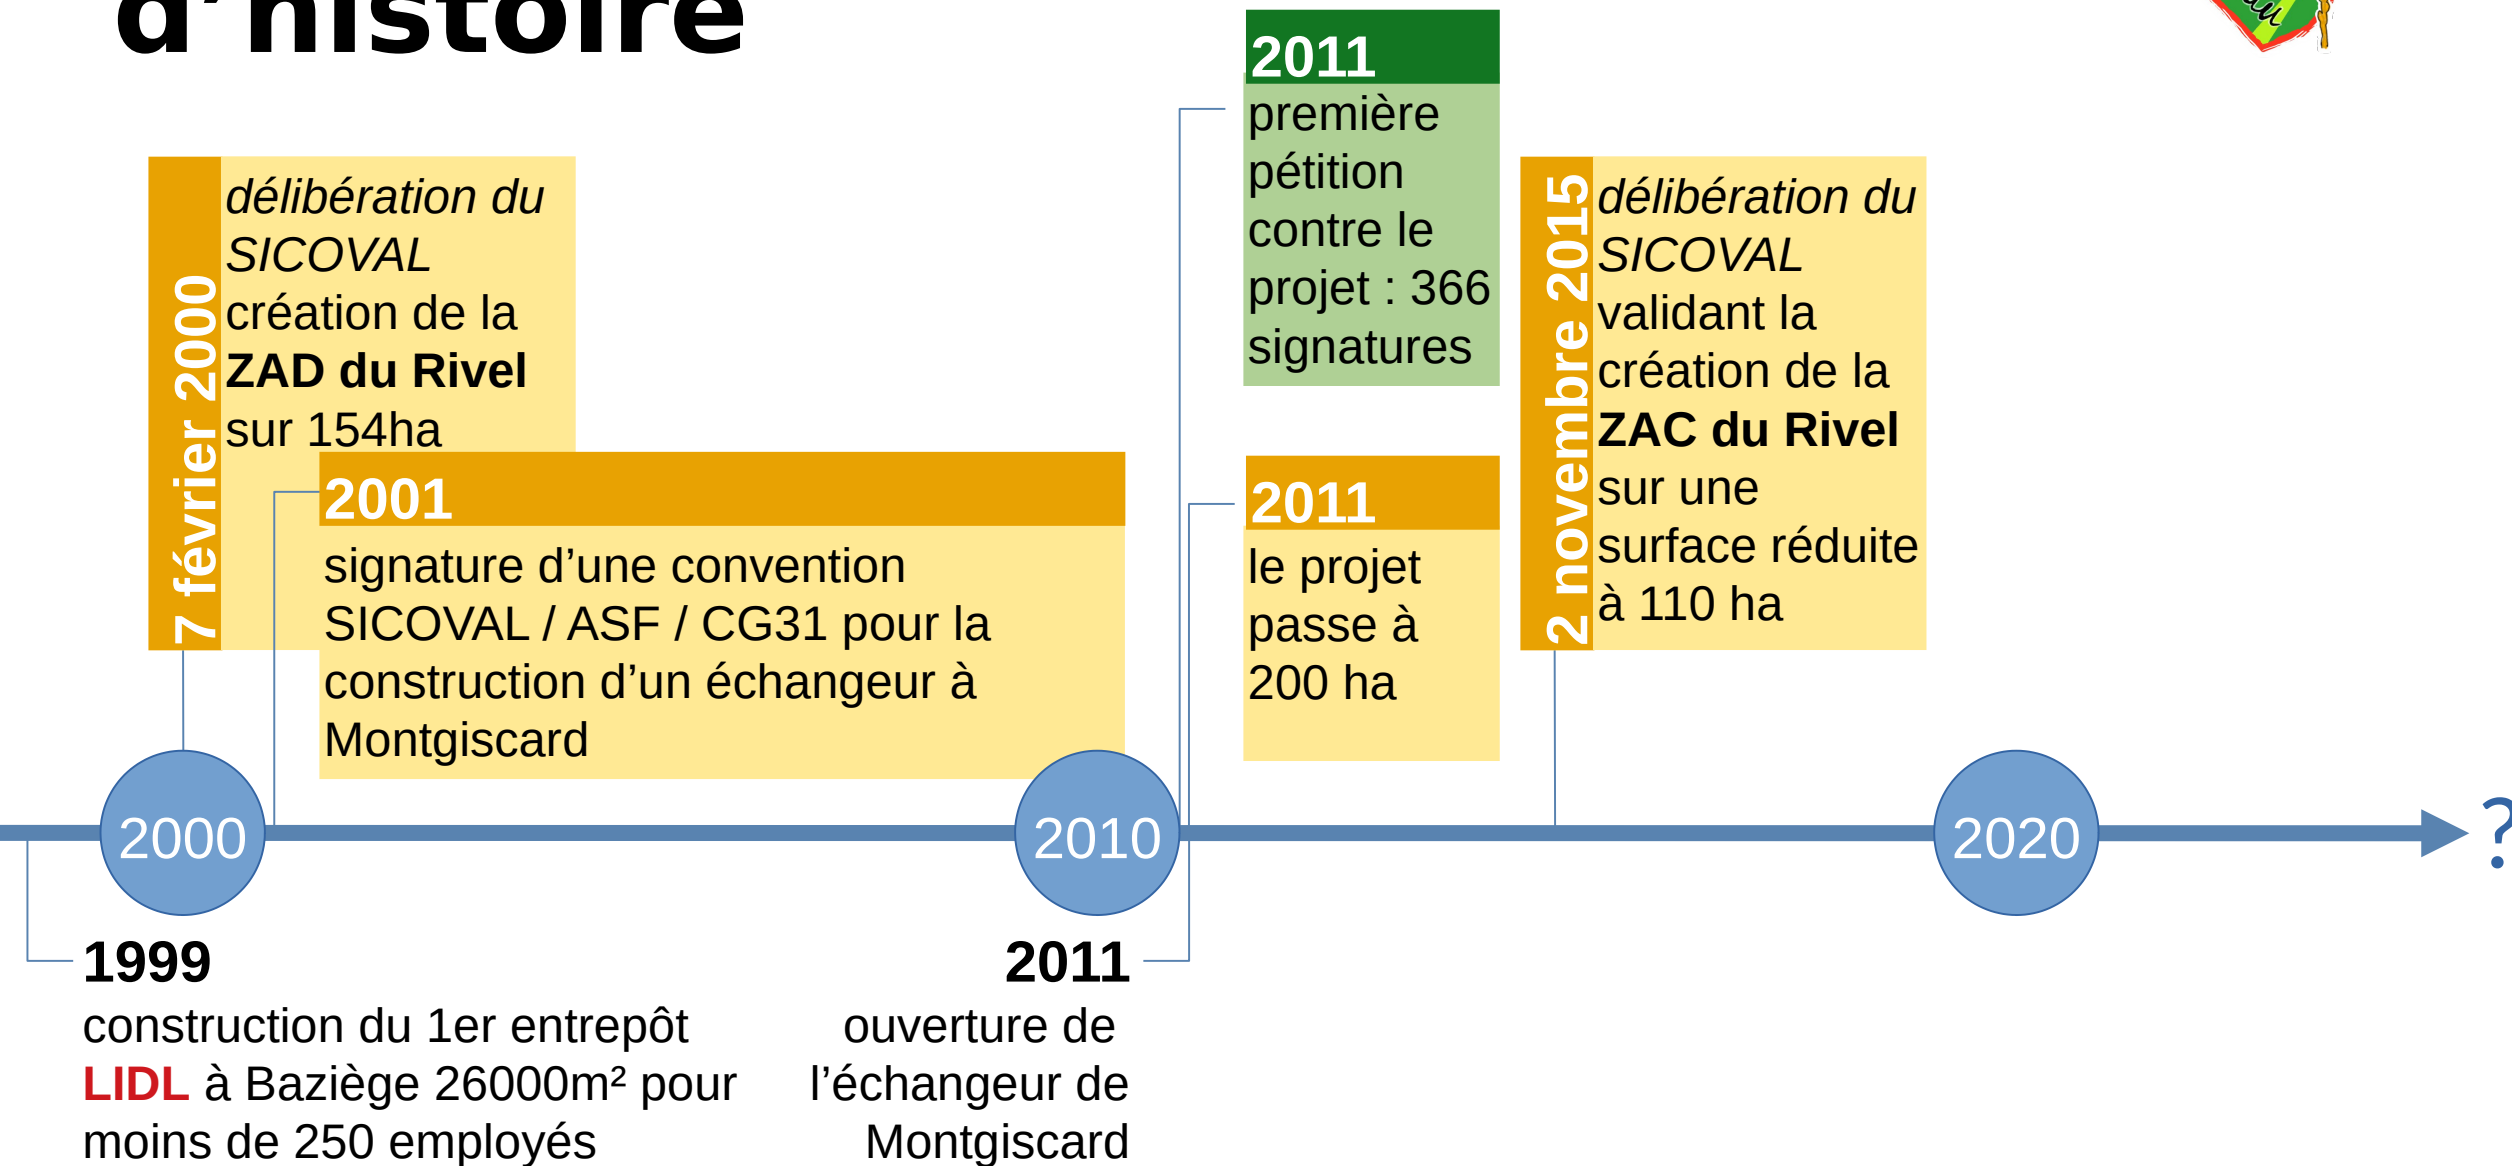 d’histoire
au
2011
première
pétition
contre le
projet : 366
signatures
7 février 2000
délibération du
SICOVAL
création de la
ZAD du Rivel
sur 154ha
2001
signature d’une convention
SICOVAL / ASF / CG31 pour la
construction d’un échangeur à
Montgiscard
2011
le projet
passe à
200 ha
2 novembre 2015
délibération du
SICOVAL
validant la
création de la
ZAC du Rivel
sur une
surface réduite
à 110 ha
2000
2010
2020
?
1999
construction du 1er entrepôt
LIDL à Baziège 26000m² pour
moins de 250 employés
2011
ouverture de
l’échangeur de
Montgiscard